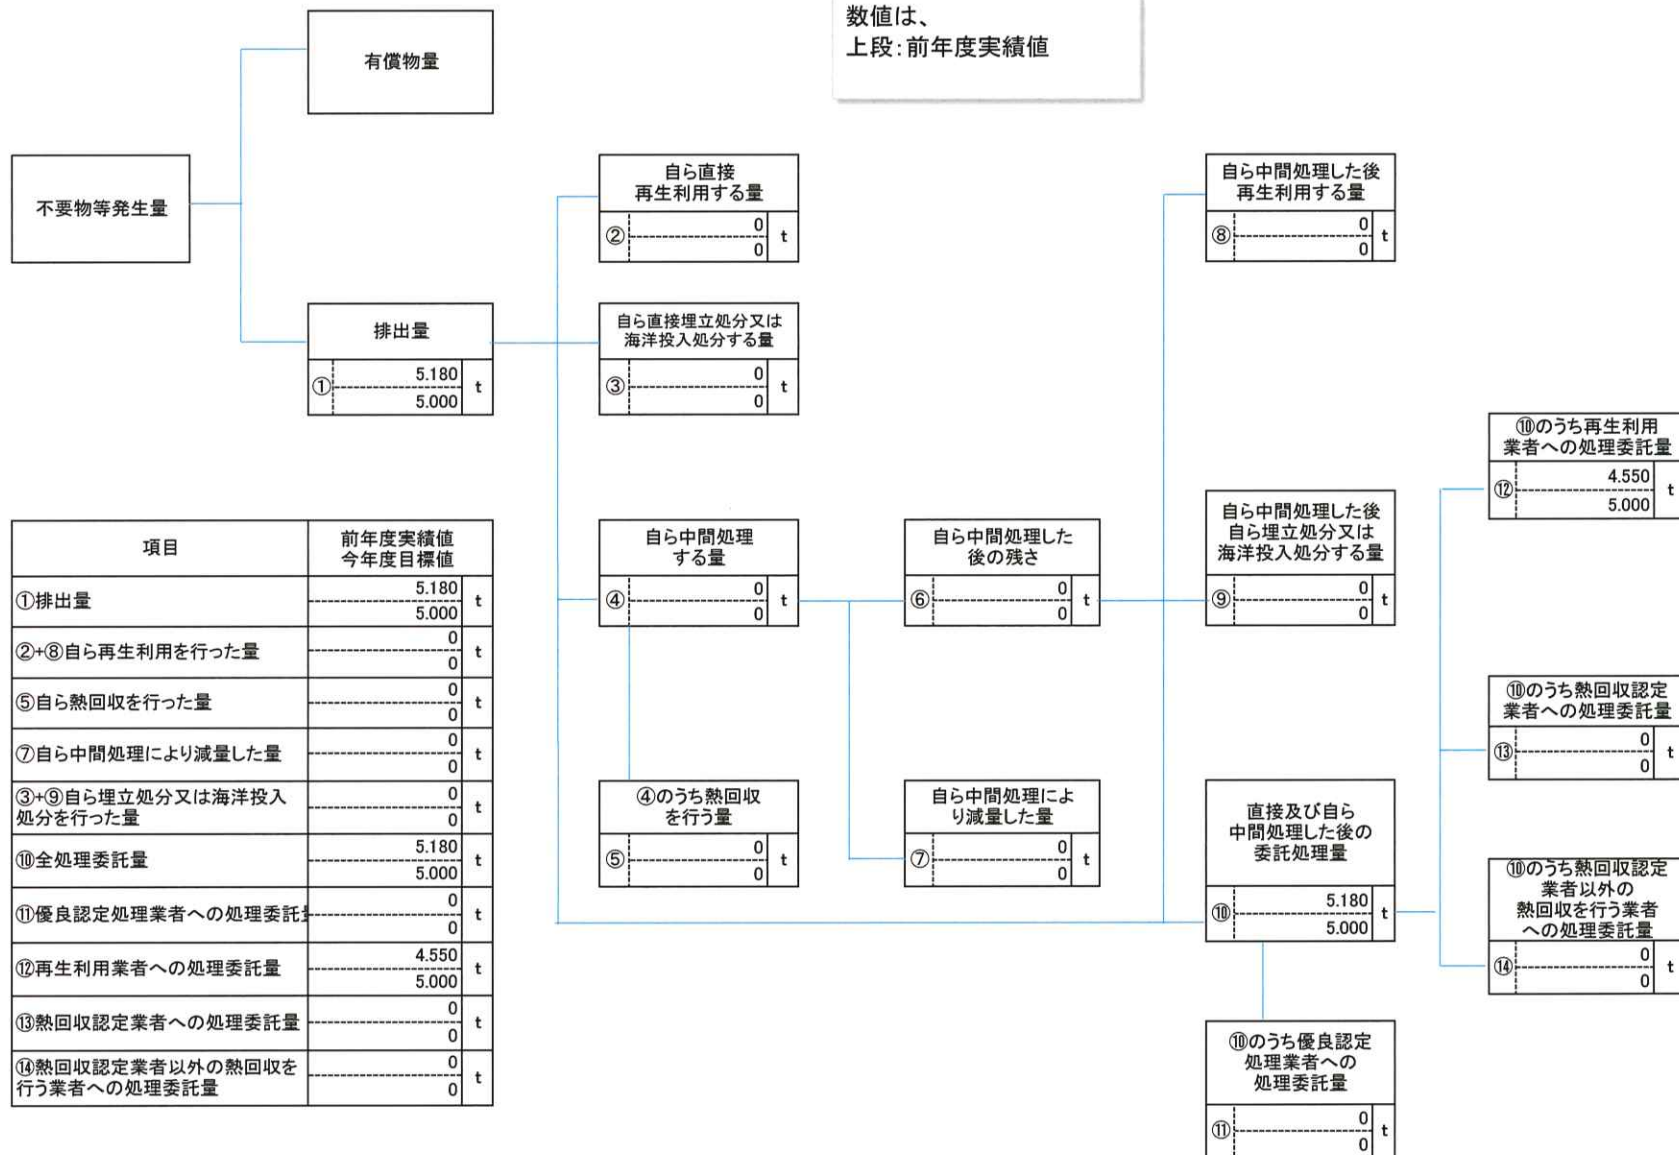 数値は、
上段:前年度実績値
有償物量
不要物等発生量
排出量
①
5.180
5.000
t
自ら直接
再生利用する量
②
0
0
t
自ら直接埋立処分又は
海洋投入処分する量
③
0
0
t
自ら中間処理
する量
④
0
0
t
④のうち熱回収
を行う量
⑤
0
0
t
自ら中間処理した
後の残さ
⑥
0
0
t
自ら中間処理によ
り減量した量
⑦
0
0
t
自ら中間処理した後
再生利用する量
⑧
0
0
t
自ら中間処理した後
自ら埋立処分又は
海洋投入処分する量
⑨
0
0
t
直接及び自ら
中間処理した後の
委託処理量
⑩
5.180
5.000
t
⑩のうち優良認定
処理業者への
処理委託量
⑪
0
0
t
⑩のうち再生利用
業者への処理委託量
⑫
4.550
5.000
t
⑩のうち熱回収認定
業者への処理委託量
⑬
0
0
t
⑩のうち熱回収認定
業者以外の
熱回収を行う業者
への処理委託量
⑭
0
0
t
項目
前年度実績値
今年度目標値
①排出量
5.180
5.000
t
②+⑧自ら再生利用を行った量
0
0
t
⑤自ら熱回収を行った量
0
0
t
⑦自ら中間処理により減量した量
0
0
t
③+⑨自ら埋立処分又は海洋投入
処分を行った量
0
0
t
⑩全処理委託量
5.180
5.000
t
⑪優良認定処理業者への処理委託
0
0
t
⑫再生利用業者への処理委託量
4.550
5.000
t
⑬熱回収認定業者への処理委託量
0
0
t
⑭熱回収認定業者以外の熱回収を
行う業者への処理委託量
0
0
t